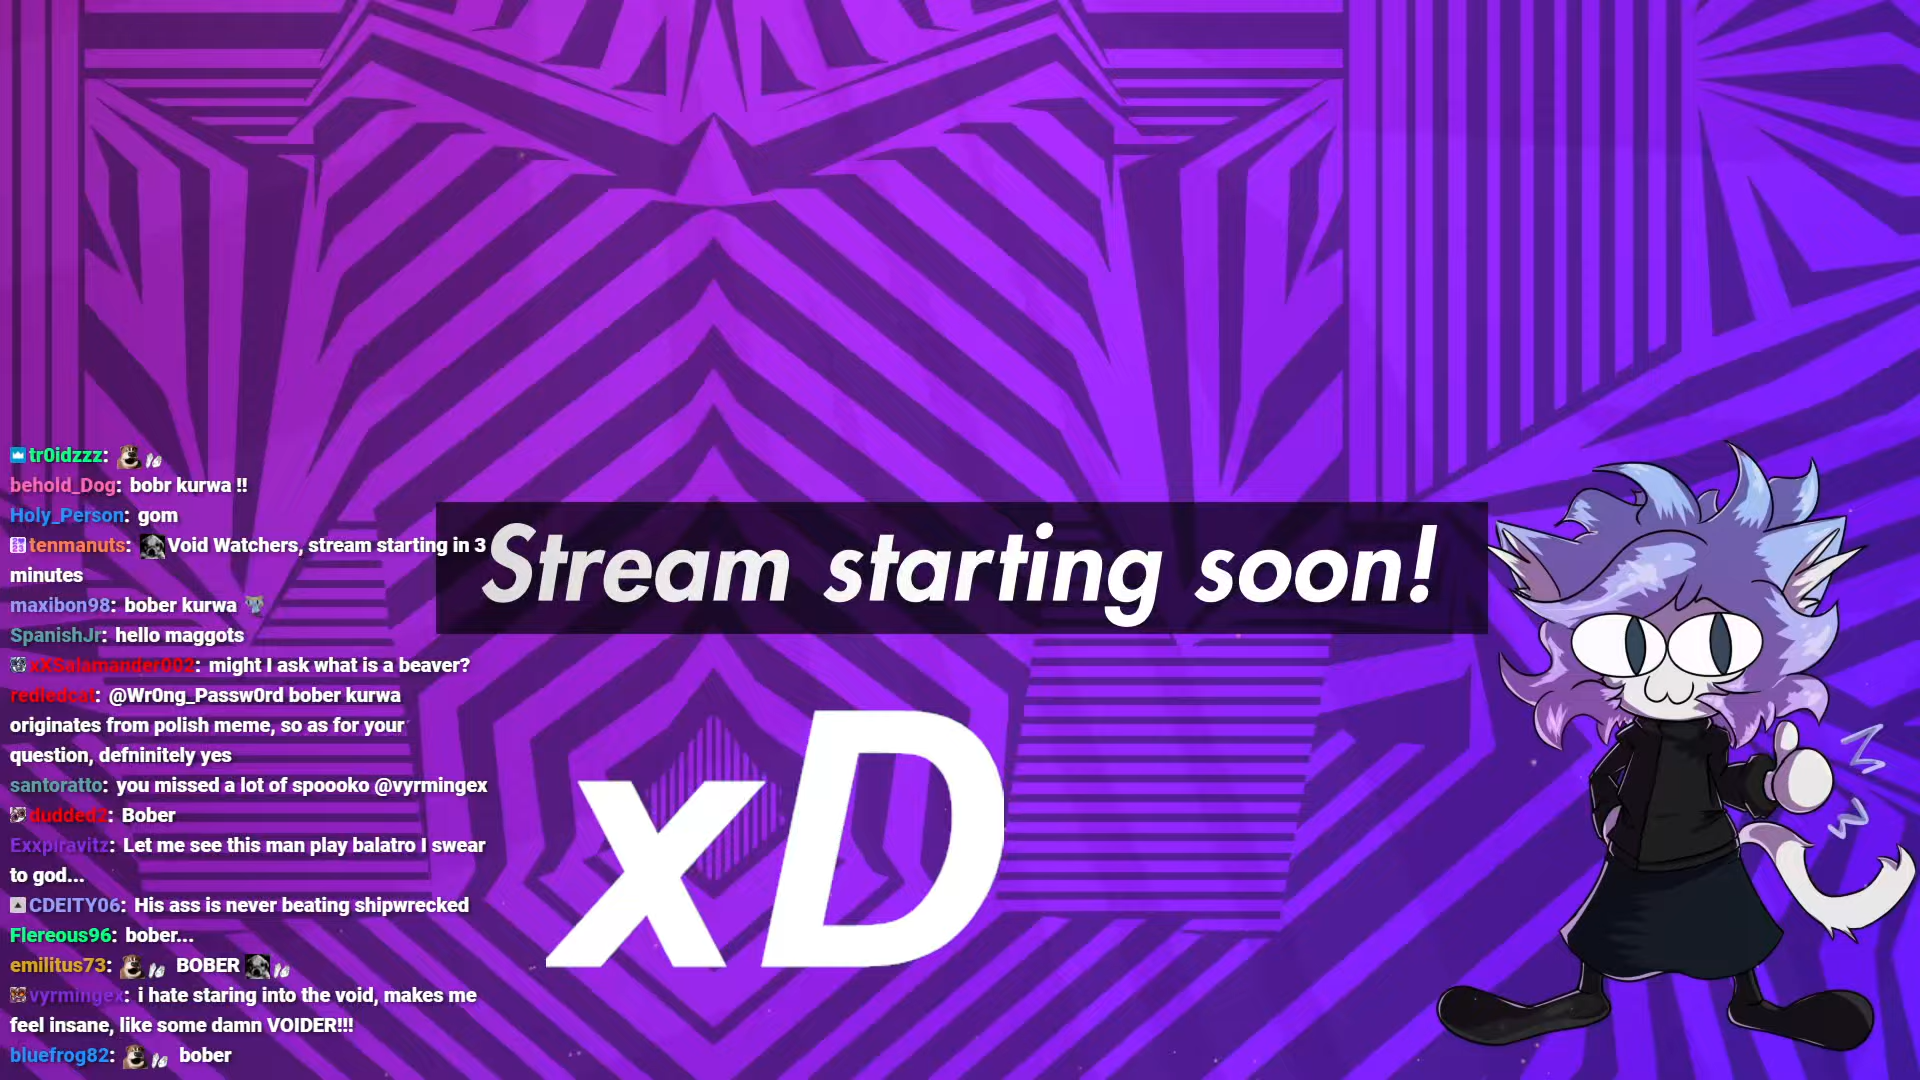 tr0idzzz:
behold_Dog: bobr kurwa !!
Holy_Person: gom
tenmanuts: Void Watchers, stream starting in 3
minutes
maxibon98: bober kurwa
SpanishJr: hello maggots
xXSalamander002: might I ask what is a beaver?
redledcat: @Wr0ng_Passw0rd bober kurwa
originates from polish meme, so as for your
question, defninitely yes
santoratto: you missed a lot of spoooko @vyrmingex
dudded2: Bober
Exxpiravitz: Let me see this man play balatro I swear
to god...
CDEITY06: His ass is never beating shipwrecked
Flereous96: bober...
emilitus73: BOBER
vyrmingex: i hate staring into the void, makes me
feel insane, like some damn VOIDER!!!
bluefrog82: bober
Stream starting soon!
xD